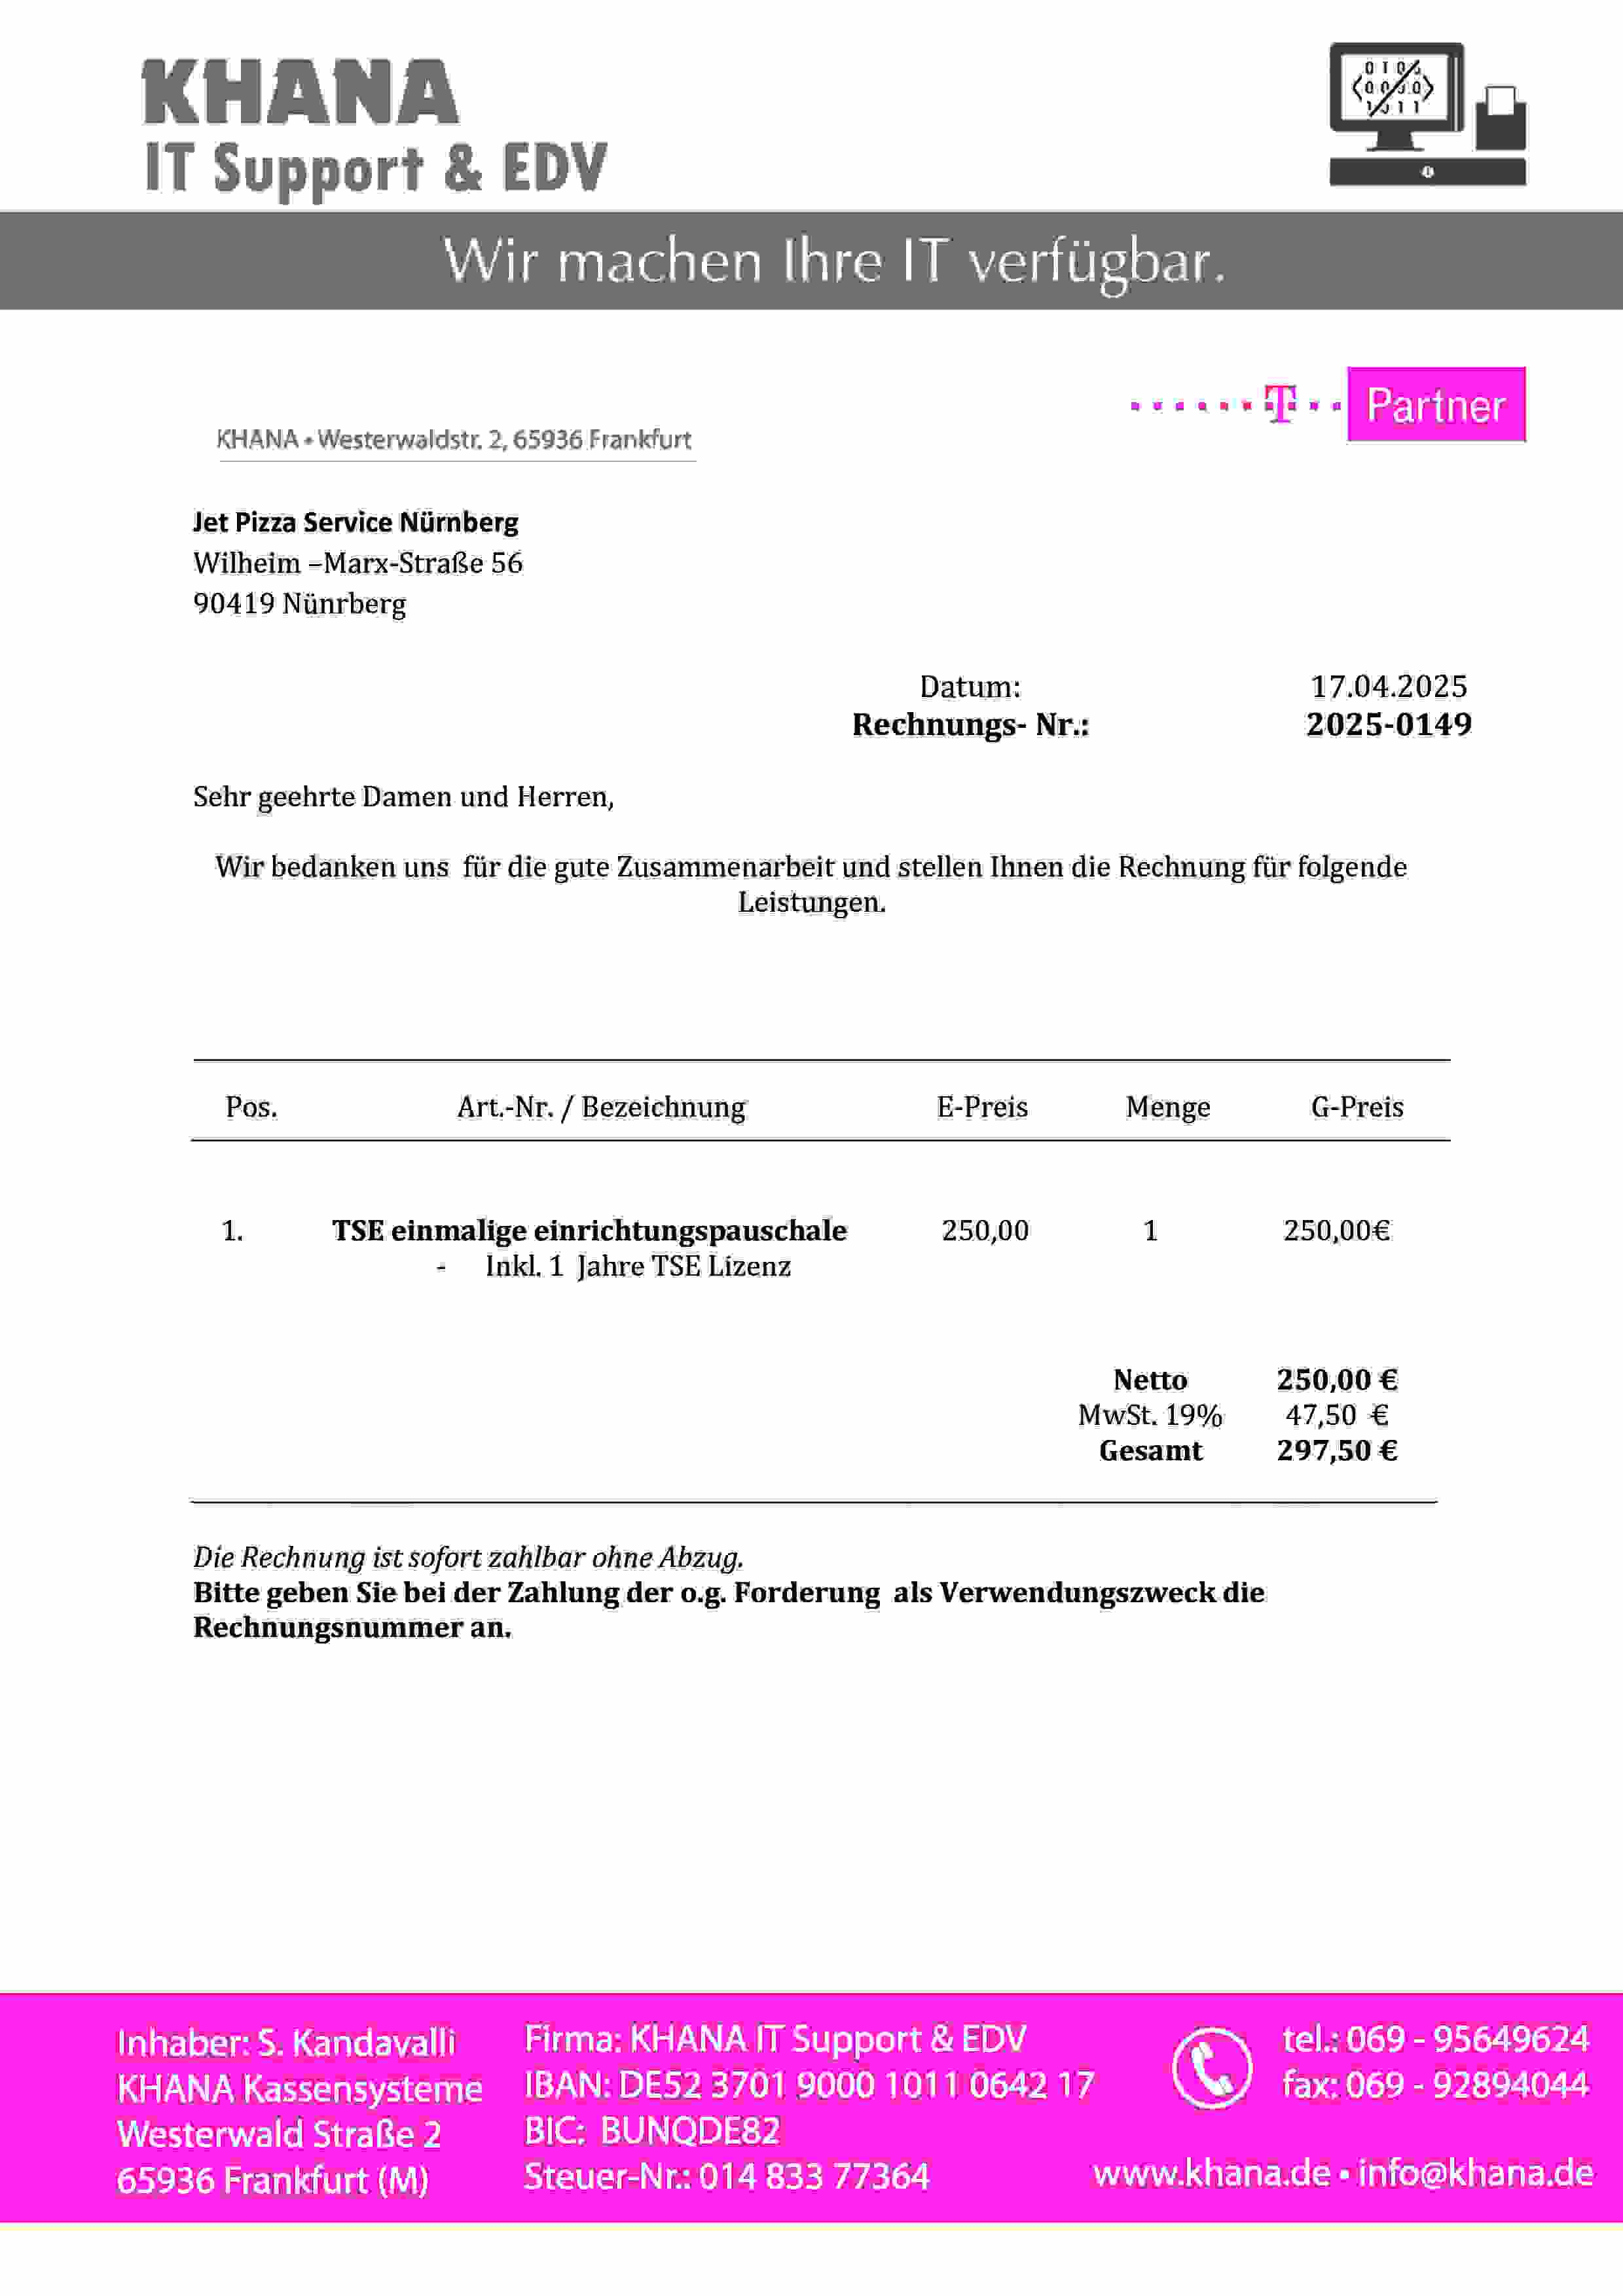 KHANA
IT Support & EDV
Wir machen Ihre IT verfügbar.
T Partner
KHANA • Westerwaldstr. 2, 65936 Frankfurt
Jet Pizza Service Nürnberg
Wilheim –Marx-Straße 56
90419 Nünrberg
Datum: 17.04.2025
Rechnungs- Nr.: 2025-0149
Sehr geehrte Damen und Herren,
Wir bedanken uns für die gute Zusammenarbeit und stellen Ihnen die Rechnung für folgende
Leistungen.
Pos. Art.-Nr. / Bezeichnung E-Preis Menge G-Preis
1. TSE einmalige einrichtungspauschale 250,00 1 250,00€
- Inkl. 1 Jahre TSE Lizenz
Netto 250,00 €
MwSt. 19% 47,50 €
Gesamt 297,50 €
Die Rechnung ist sofort zahlbar ohne Abzug.
Bitte geben Sie bei der Zahlung der o.g. Forderung als Verwendungszweck die
Rechnungsnummer an.
Inhaber: S. Kandavalli
KHANA Kassensysteme
Westerwald Straße 2
65936 Frankfurt (M)
Firma: KHANA IT Support & EDV
IBAN: DE52 3701 9000 1011 0642 17
BIC: BUNQDE82
Steuer-Nr.: 014 833 77364
tel.: 069 - 95649624
fax: 069 - 92894044
www.khana.de • info@khana.de